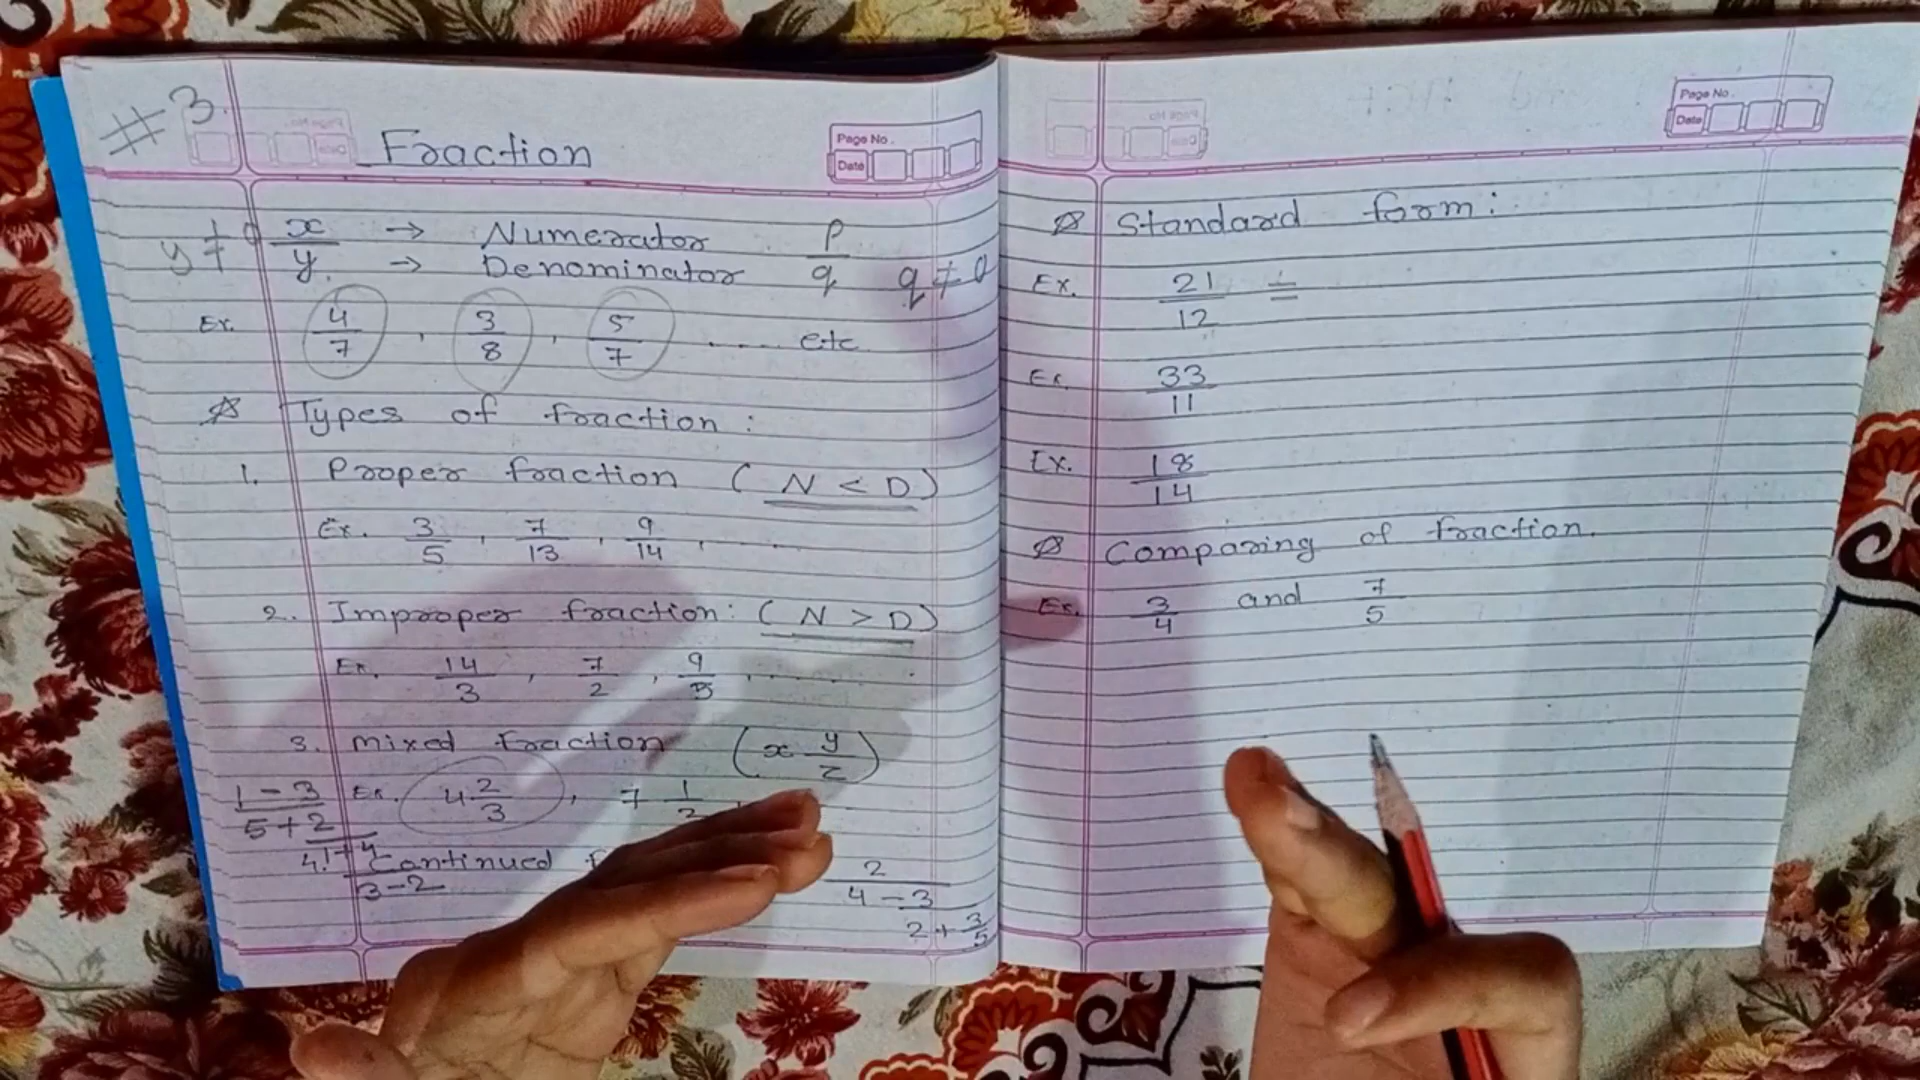 #3.
Fraction
Page No.
Date
y ≠ 0 x/y → Numerator p/q
→ Denominator q ≠ 0
Ex. 4/7, 3/8, 5/7 ..... etc
Types of fraction:
1. Proper fraction (N < D)
Ex. 3/5, 7/13, 9/14, .....
2. Improper fraction: (N > D)
Ex. 14/3, 7/2, 9/5, .......
3. Mixed fraction (x y/z)
Ex. 4 2/3, 7 1/2
1 - 3
5 + 2
4! + 4
3 - 2
Continued
2
4 - 3
2 + 3/5
Page No.
Date
Standard form:
Ex. 21/12 =
Ex. 33/11
Ex. 18/14
Comparing of fraction.
Ex. 3/4 and 7/5